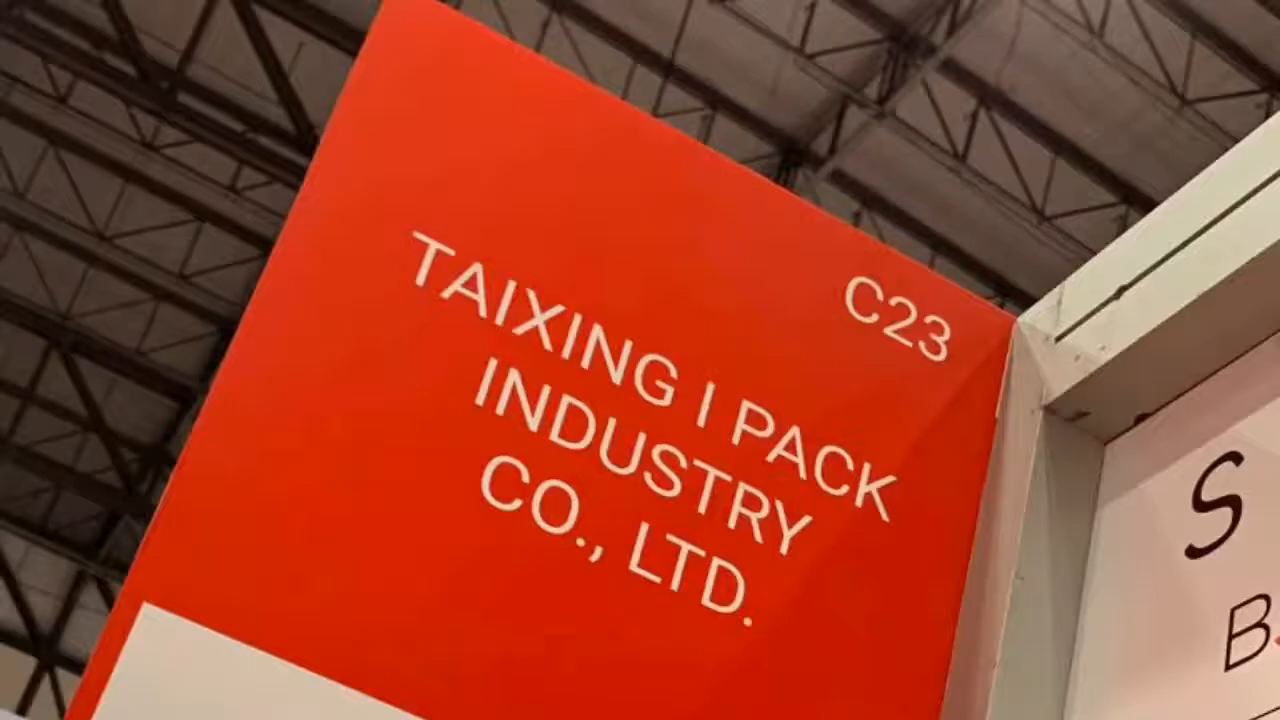 C23
TAIXING I PACK
INDUSTRY
CO., LTD.
S
B